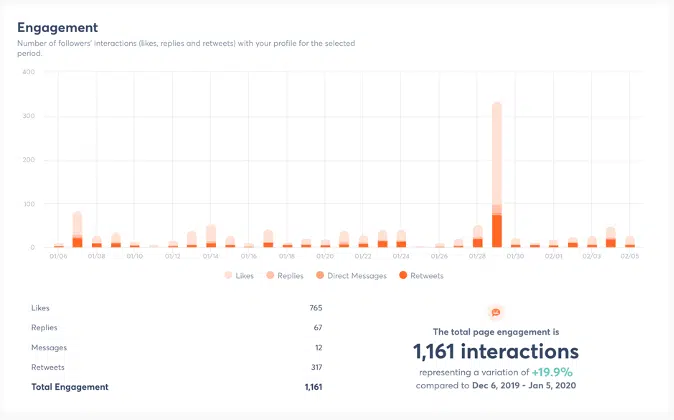 Engagement
Number of followers' interactions (likes, replies and retweets) with your profile for the selected
period.
400
300
200
100
0
01/06 01/08 01/10 01/12 01/14 01/16 01/18 01/20 01/22 01/24 01/26 01/28 01/30 02/01 02/03 02/05
Likes Replies Direct Messages Retweets
Likes 765
Replies 67
Messages 12
Retweets 317
Total Engagement 1,161
The total page engagement is
1,161 interactions
representing a variation of +19.9%
compared to Dec 6, 2019 - Jan 5, 2020